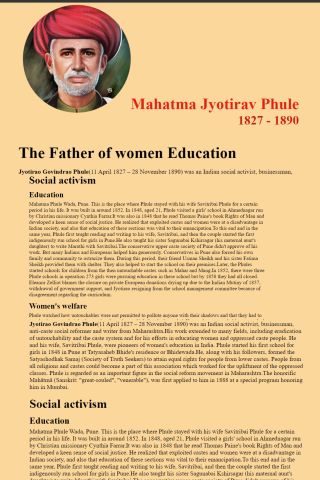 Mahatma Jyotirav Phule
1827 - 1890
The Father of women Education
Jyotirao Govindrao Phule(11 April 1827 – 28 November 1890) was an Indian social activist, businessman,
Social activism
Education
Mahatma Phule Wada, Pune. This is the place where Phule stayed with his wife Savitribai Phule for a certain
period in his life. It was built in around 1852. In 1848, aged 21, Phule visited a girls' school in Ahmednagar run
by Christian missionary Cynthia Farrar.It was also in 1848 that he read Thomas Paine's book Rights of Man and
developed a keen sense of social justice. He realized that exploited castes and women were at a disadvantage in
Indian society, and also that education of these sections was vital to their emancipation.To this end and in the
same year, Phule first taught reading and writing to his wife, Savitribai, and then the couple started the first
indigenously run school for girls in Pune.He also taught his sister Sagunabai Kshirsagar (his maternal aunt's
daughter) to write Marathi with Savitribai.The conservative upper caste society of Pune didn't approve of his
work. But many Indians and Europeans helped him generously. Conservatives in Pune also forced his own
family and community to ostracize them. During this period, their friend Usman Sheikh and his sister Fatima
Sheikh provided them with shelter. They also helped to start the school on their premises.Later, the Phules
started schools for children from the then untouchable castes such as Mahar and Mang.In 1852, there were three
Phule schools in operation 273 girls were pursuing education in these school but by 1858 they had all closed.
Eleanor Zelliot blames the closure on private European donations drying up due to the Indian Mutiny of 1857,
withdrawal of government support, and Jyotirao resigning from the school management committee because of
disagreement regarding the curriculum.
Women's welfare
Phule watched how untouchables were not permitted to pollute anyone with their shadows and that they had to
Jyotirao Govindrao Phule(11 April 1827 – 28 November 1890) was an Indian social activist, businessman,
anti-caste social reformer and writer from Maharashtra.His work extended to many fields, including eradication
of untouchability and the caste system and for his efforts in educating women and oppressed caste people. He
and his wife, Savitribai Phule, were pioneers of women's education in India. Phule started his first school for
girls in 1848 in Pune at Tatyasaheb Bhide's residence or Bhidewada.He, along with his followers, formed the
Satyashodhak Samaj (Society of Truth Seekers) to attain equal rights for people from lower castes. People from
all religions and castes could become a part of this association which worked for the upliftment of the oppressed
classes. Phule is regarded as an important figure in the social reform movement in Maharashtra.The honorific
Mahātmā (Sanskrit: "great-souled", "venerable"), was first applied to him in 1888 at a special program honoring
him in Mumbai.
Social activism
Education
Mahatma Phule Wada, Pune. This is the place where Phule stayed with his wife Savitribai Phule for a certain
period in his life. It was built in around 1852. In 1848, aged 21, Phule visited a girls' school in Ahmednagar run
by Christian missionary Cynthia Farrar.It was also in 1848 that he read Thomas Paine's book Rights of Man and
developed a keen sense of social justice. He realized that exploited castes and women were at a disadvantage in
Indian society, and also that education of these sections was vital to their emancipation.To this end and in the
same year, Phule first taught reading and writing to his wife, Savitribai, and then the couple started the first
indigenously run school for girls in Pune.He also taught his sister Sagunabai Kshirsagar (his maternal aunt's